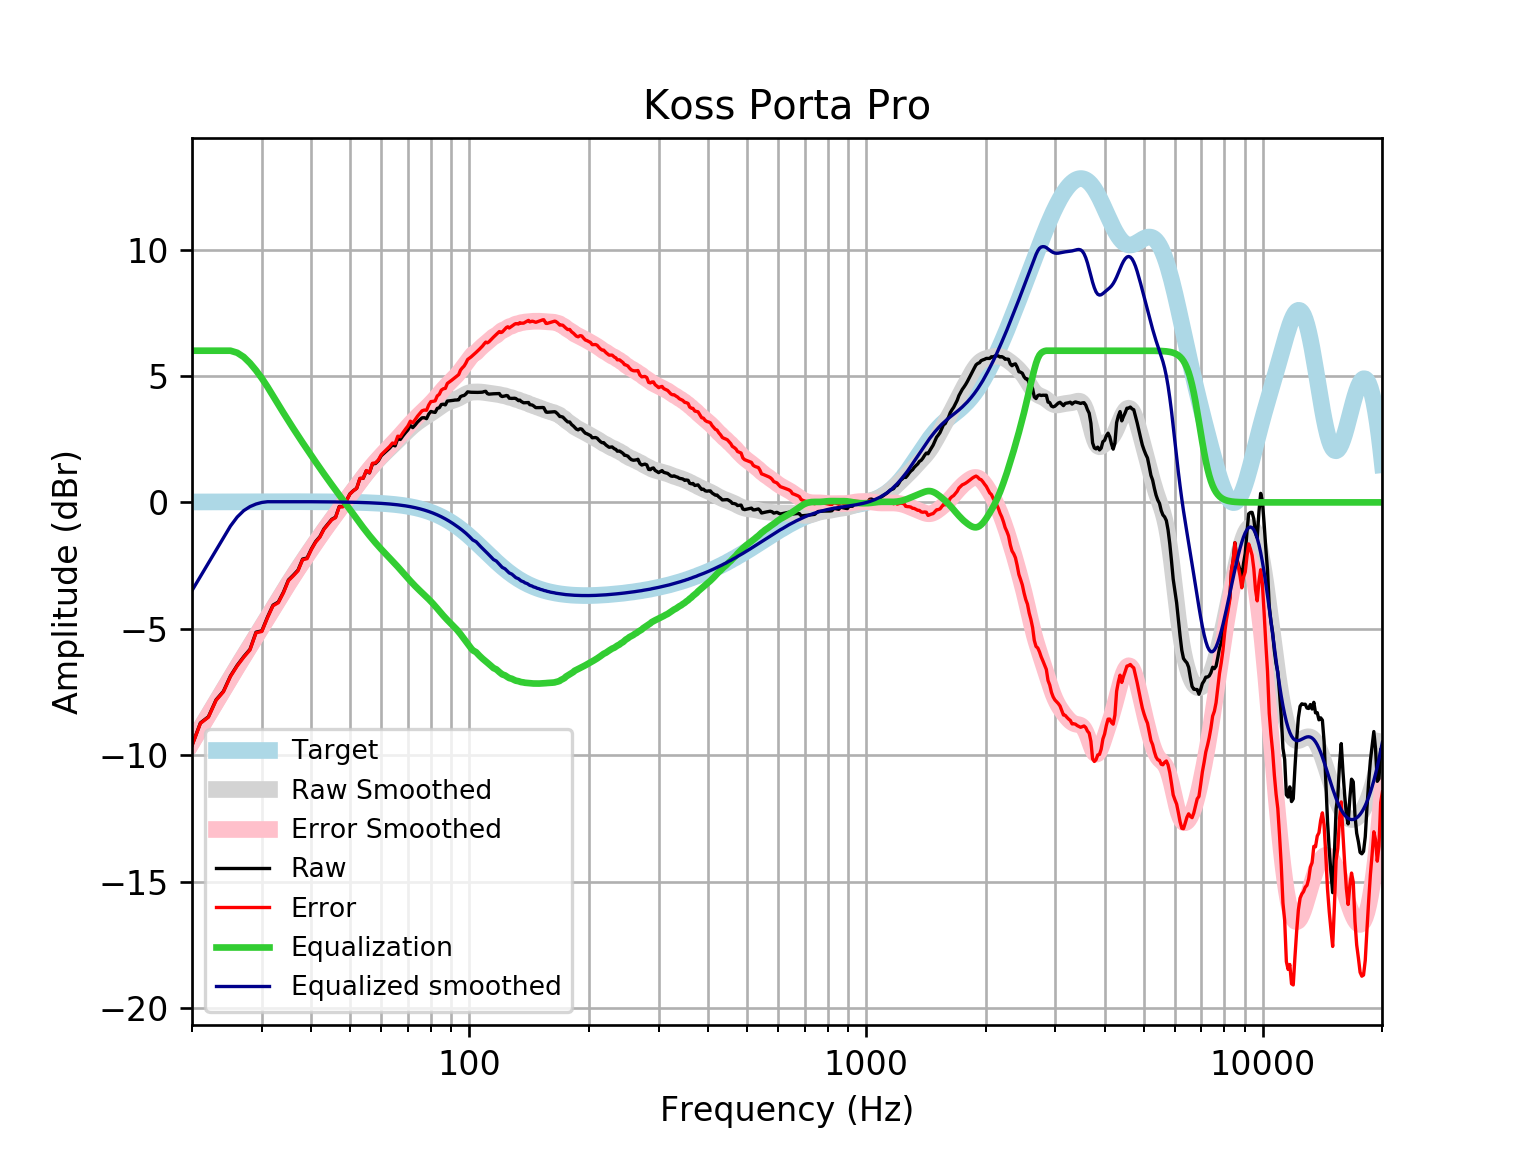 Koss Porta Pro
Amplitude (dBr)
10
5
0
−5
−10
−15
−20
Target
Raw Smoothed
Error Smoothed
Raw
Error
Equalization
Equalized smoothed
100
1000
10000
Frequency (Hz)